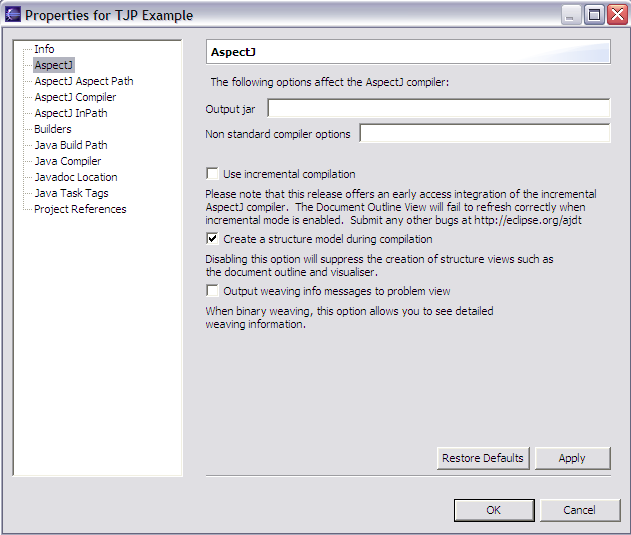 Properties for TJP Example
Info
AspectJ
AspectJ Aspect Path
AspectJ Compiler
AspectJ InPath
Builders
Java Build Path
Java Compiler
Javadoc Location
Java Task Tags
Project References
AspectJ
The following options affect the AspectJ compiler:
Output jar
Non standard compiler options
Use incremental compilation
Please note that this release offers an early access integration of the incremental
AspectJ compiler.  The Document Outline View will fail to refresh correctly when
incremental mode is enabled.  Submit any other bugs at http://eclipse.org/ajdt
Create a structure model during compilation
Disabling this option will suppress the creation of structure views such as
the document outline and visualiser.
Output weaving info messages to problem view
When binary weaving, this option allows you to see detailed
weaving information.
Restore Defaults
Apply
OK
Cancel